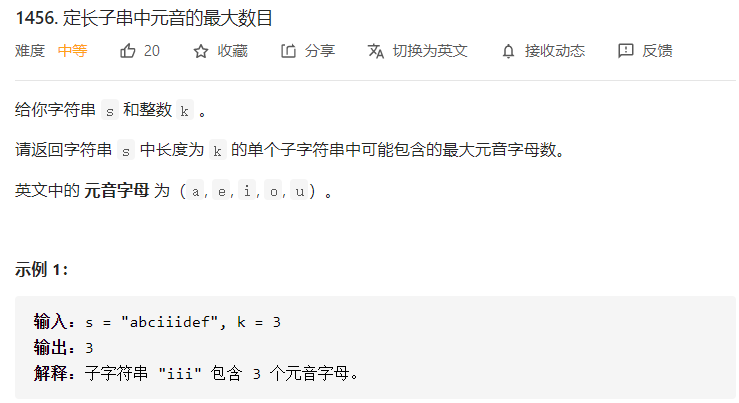 1456. 定长子串中元音的最大数目
难度 中等 20 收藏 分享 切换为英文 接收动态 反馈
给你字符串 s 和整数 k 。
请返回字符串 s 中长度为 k 的单个子字符串中可能包含的最大元音字母数。
英文中的 元音字母 为（a, e, i, o, u）。
示例 1：
输入：s = "abciiidef", k = 3
输出：3
解释：子字符串 "iii" 包含 3 个元音字母。